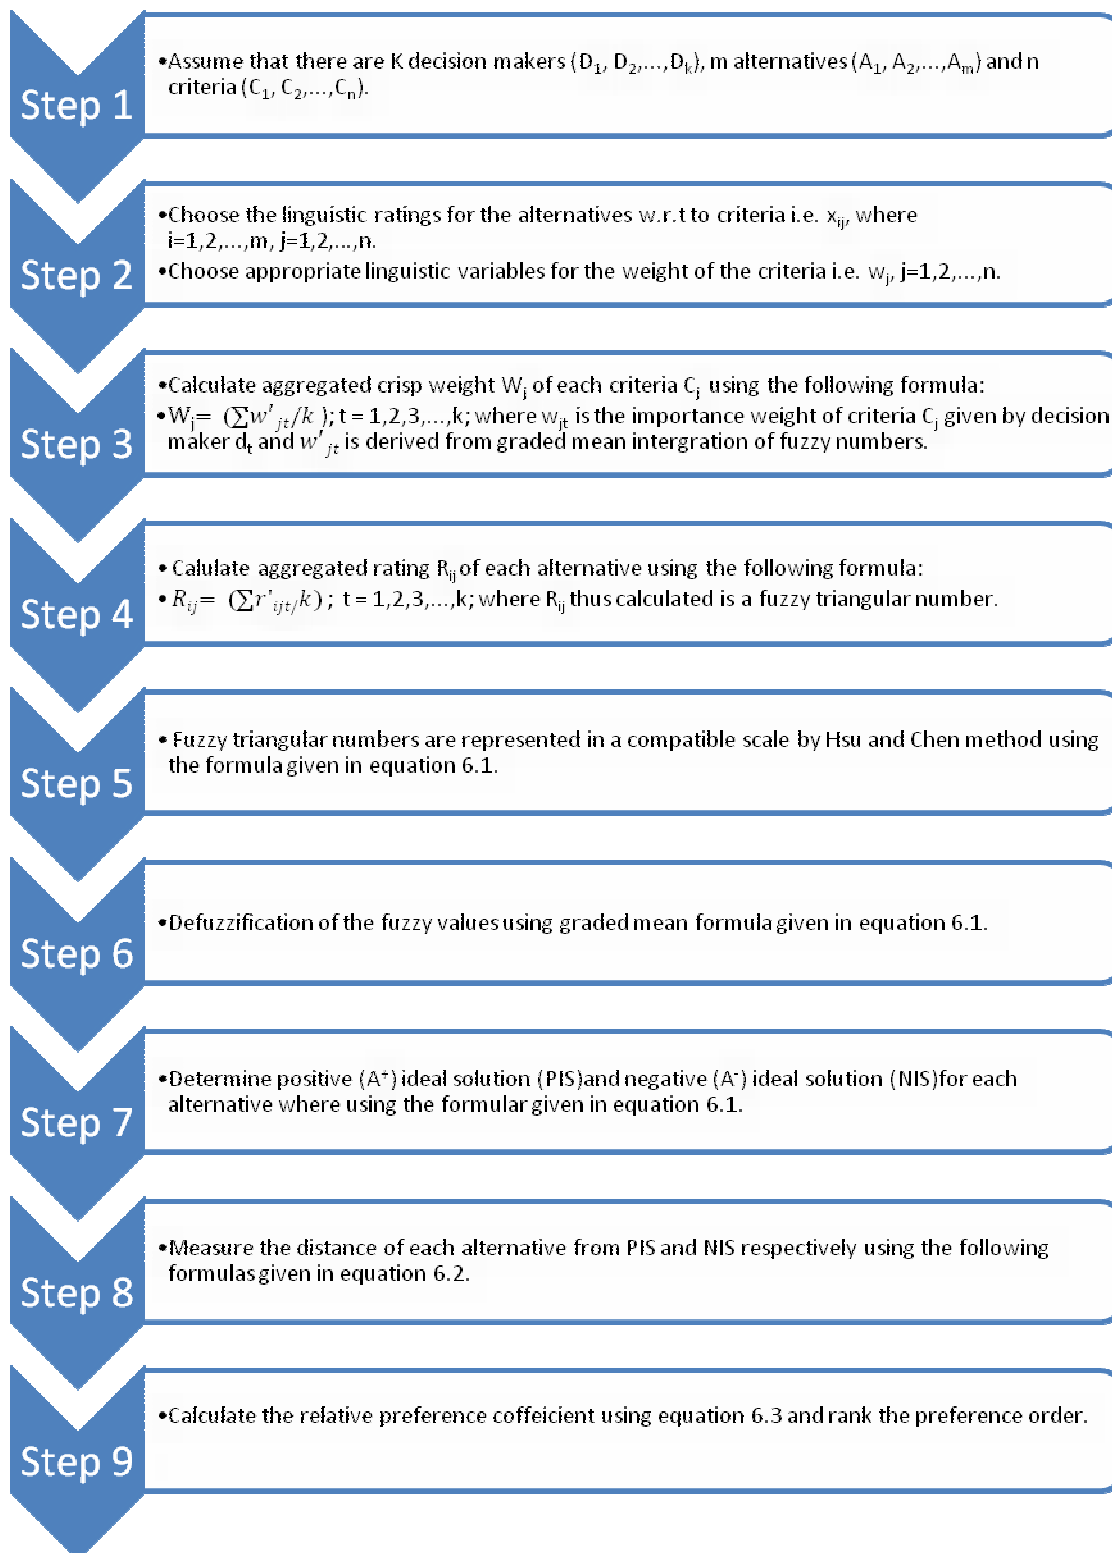 Step 1
•Assume that there are K decision makers (D₁, D₂,...,Dₖ), m alternatives (A₁, A₂,...,Aₘ) and n
criteria (C₁, C₂,...,Cₙ).
Step 2
•Choose the linguistic ratings for the alternatives w.r.t to criteria i.e. xᵢⱼ, where
i=1,2,...,m, j=1,2,...,n.
•Choose appropriate linguistic variables for the weight of the criteria i.e. wⱼ, j=1,2,...,n.
Step 3
•Calculate aggregated crisp weight Wⱼ of each criteria Cⱼ using the following formula:
•Wⱼ= (∑w'ⱼₜ/k ); t = 1,2,3,...,k; where wⱼₜ is the importance weight of criteria Cⱼ given by decision
maker dₜ and w'ⱼₜ is derived from graded mean intergration of fuzzy numbers.
Step 4
• Calulate aggregated rating Rᵢⱼ of each alternative using the following formula:
• Rᵢⱼ = (∑r'ᵢⱼₜ/k) ; t = 1,2,3,...,k; where Rᵢⱼ thus calculated is a fuzzy triangular number.
Step 5
• Fuzzy triangular numbers are represented in a compatible scale by Hsu and Chen method using
the formula given in equation 6.1.
Step 6
•Defuzzification of the fuzzy values using graded mean formula given in equation 6.1.
Step 7
•Determine positive (A⁺) ideal solution (PIS)and negative (A⁻) ideal solution (NIS)for each
alternative where using the formular given in equation 6.1.
Step 8
•Measure the distance of each alternative from PIS and NIS respectively using the following
formulas given in equation 6.2.
Step 9
•Calculate the relative preference coffeicient using equation 6.3 and rank the preference order.